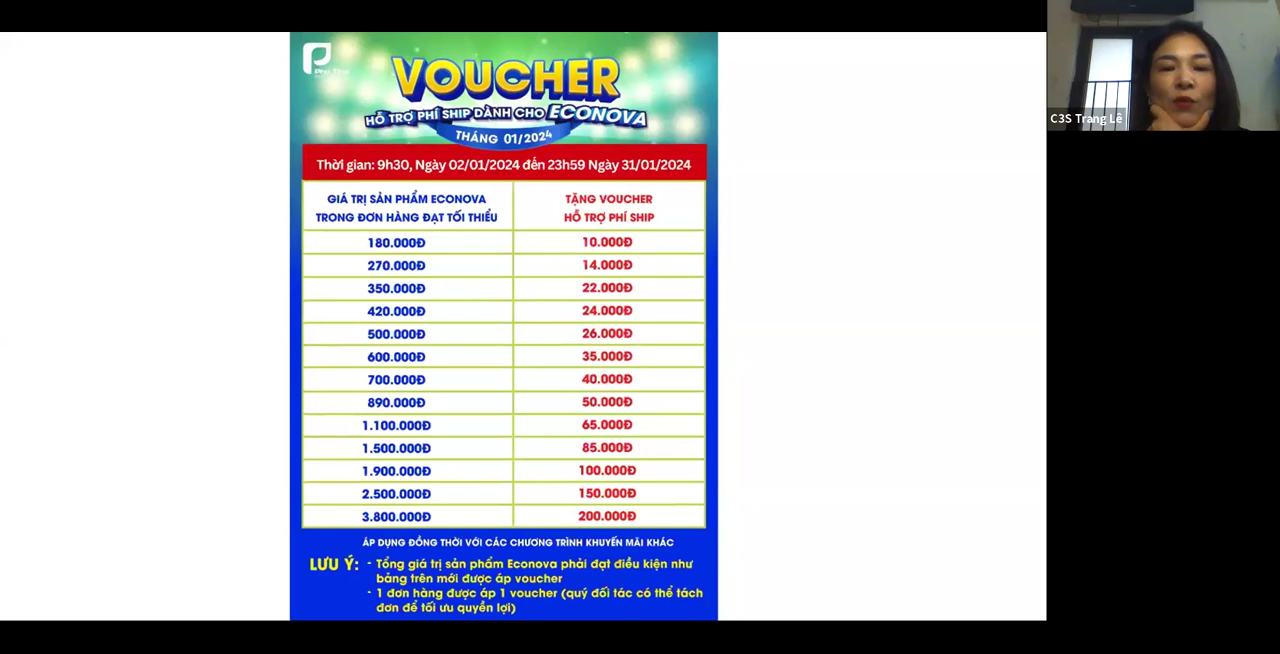 VOUCHER
HỖ TRỢ PHÍ SHIP DÀNH CHO ECONOVA
THÁNG 01/2024
Thời gian: 9h30, Ngày 02/01/2024 đến 23h59 Ngày 31/01/2024
GIÁ TRỊ SẢN PHẨM ECONOVA
TRONG ĐƠN HÀNG ĐẠT TỐI THIỂU
TẶNG VOUCHER
HỖ TRỢ PHÍ SHIP
180.000Đ 10.000Đ
270.000Đ 14.000Đ
350.000Đ 22.000Đ
420.000Đ 24.000Đ
500.000Đ 26.000Đ
600.000Đ 35.000Đ
700.000Đ 40.000Đ
890.000Đ 50.000Đ
1.100.000Đ 65.000Đ
1.500.000Đ 85.000Đ
1.900.000Đ 100.000Đ
2.500.000Đ 150.000Đ
3.800.000Đ 200.000Đ
ÁP DỤNG ĐỒNG THỜI VỚI CÁC CHƯƠNG TRÌNH KHUYẾN MÃI KHÁC
LƯU Ý: - Tổng giá trị sản phẩm Econova phải đạt điều kiện như
bảng trên mới được áp voucher
- 1 đơn hàng được áp 1 voucher (quý đối tác có thể tách
đơn để tối ưu quyền lợi)
C3S Trang Lê